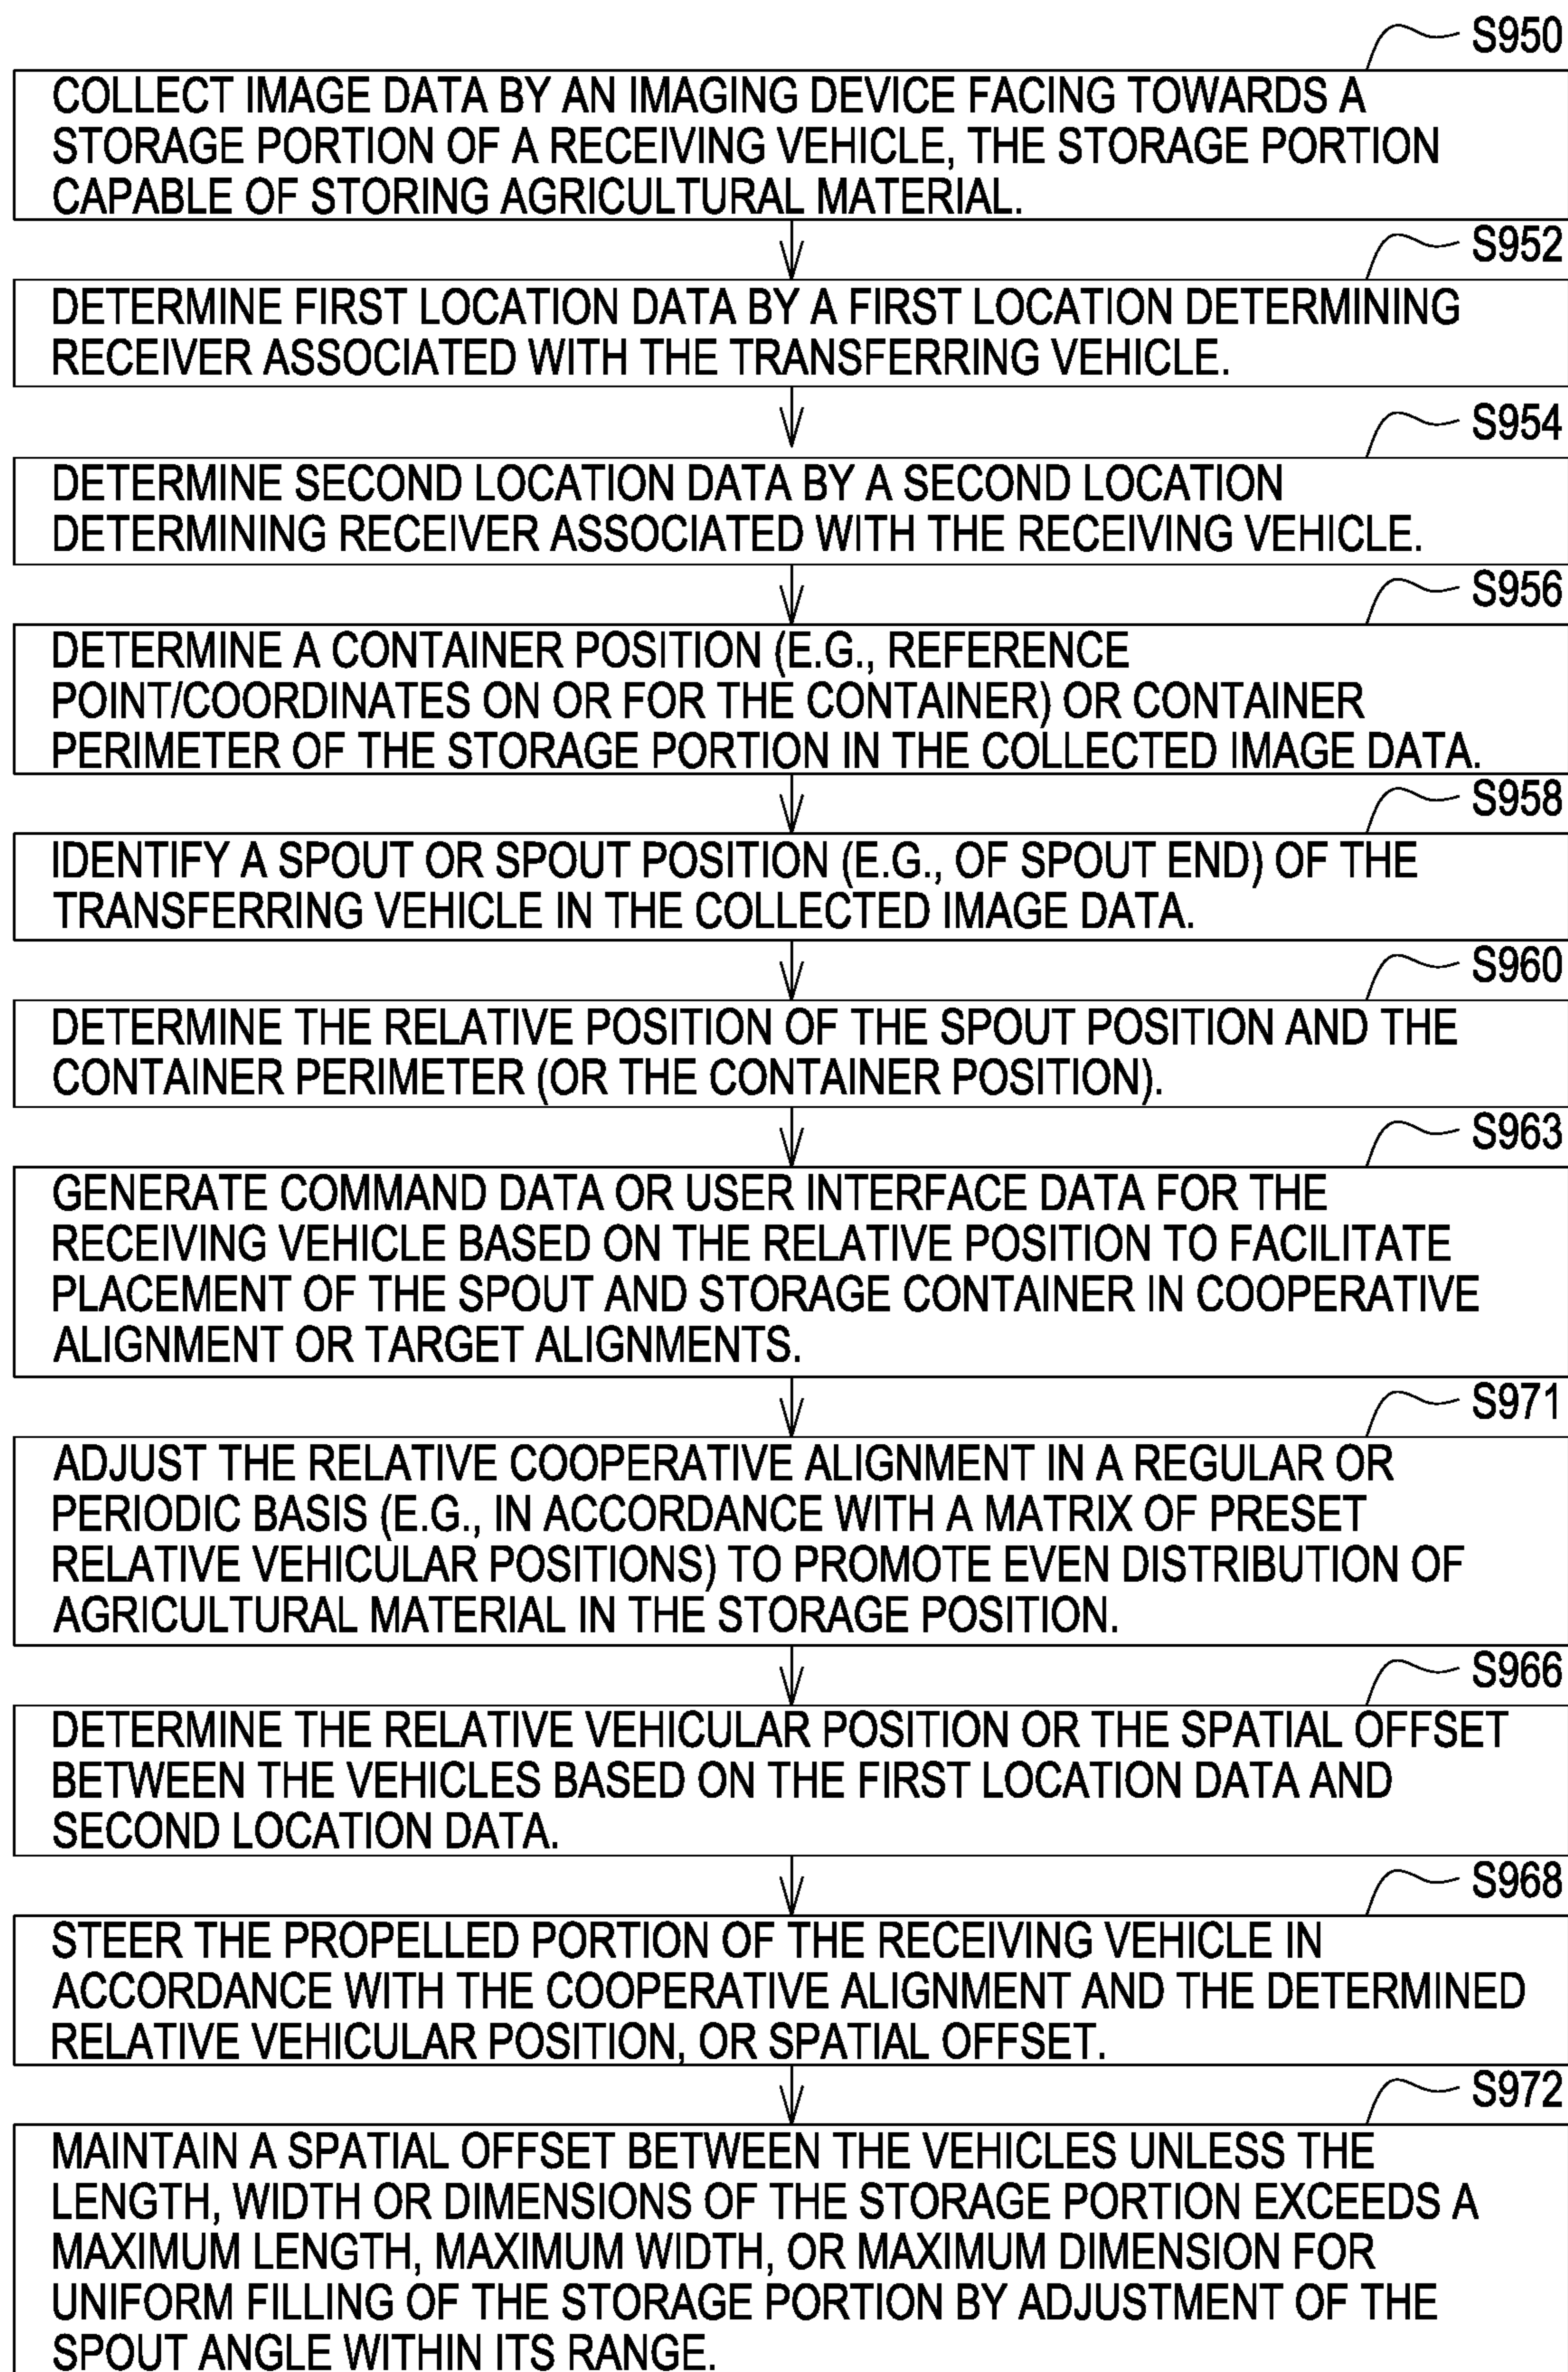 S950
COLLECT IMAGE DATA BY AN IMAGING DEVICE FACING TOWARDS A
STORAGE PORTION OF A RECEIVING VEHICLE, THE STORAGE PORTION
CAPABLE OF STORING AGRICULTURAL MATERIAL.
S952
DETERMINE FIRST LOCATION DATA BY A FIRST LOCATION DETERMINING
RECEIVER ASSOCIATED WITH THE TRANSFERRING VEHICLE.
S954
DETERMINE SECOND LOCATION DATA BY A SECOND LOCATION
DETERMINING RECEIVER ASSOCIATED WITH THE RECEIVING VEHICLE.
S956
DETERMINE A CONTAINER POSITION (E.G., REFERENCE
POINT/COORDINATES ON OR FOR THE CONTAINER) OR CONTAINER
PERIMETER OF THE STORAGE PORTION IN THE COLLECTED IMAGE DATA.
S958
IDENTIFY A SPOUT OR SPOUT POSITION (E.G., OF SPOUT END) OF THE
TRANSFERRING VEHICLE IN THE COLLECTED IMAGE DATA.
S960
DETERMINE THE RELATIVE POSITION OF THE SPOUT POSITION AND THE
CONTAINER PERIMETER (OR THE CONTAINER POSITION).
S963
GENERATE COMMAND DATA OR USER INTERFACE DATA FOR THE
RECEIVING VEHICLE BASED ON THE RELATIVE POSITION TO FACILITATE
PLACEMENT OF THE SPOUT AND STORAGE CONTAINER IN COOPERATIVE
ALIGNMENT OR TARGET ALIGNMENTS.
S971
ADJUST THE RELATIVE COOPERATIVE ALIGNMENT IN A REGULAR OR
PERIODIC BASIS (E.G., IN ACCORDANCE WITH A MATRIX OF PRESET
RELATIVE VEHICULAR POSITIONS) TO PROMOTE EVEN DISTRIBUTION OF
AGRICULTURAL MATERIAL IN THE STORAGE POSITION.
S966
DETERMINE THE RELATIVE VEHICULAR POSITION OR THE SPATIAL OFFSET
BETWEEN THE VEHICLES BASED ON THE FIRST LOCATION DATA AND
SECOND LOCATION DATA.
S968
STEER THE PROPELLED PORTION OF THE RECEIVING VEHICLE IN
ACCORDANCE WITH THE COOPERATIVE ALIGNMENT AND THE DETERMINED
RELATIVE VEHICULAR POSITION, OR SPATIAL OFFSET.
S972
MAINTAIN A SPATIAL OFFSET BETWEEN THE VEHICLES UNLESS THE
LENGTH, WIDTH OR DIMENSIONS OF THE STORAGE PORTION EXCEEDS A
MAXIMUM LENGTH, MAXIMUM WIDTH, OR MAXIMUM DIMENSION FOR
UNIFORM FILLING OF THE STORAGE PORTION BY ADJUSTMENT OF THE
SPOUT ANGLE WITHIN ITS RANGE.